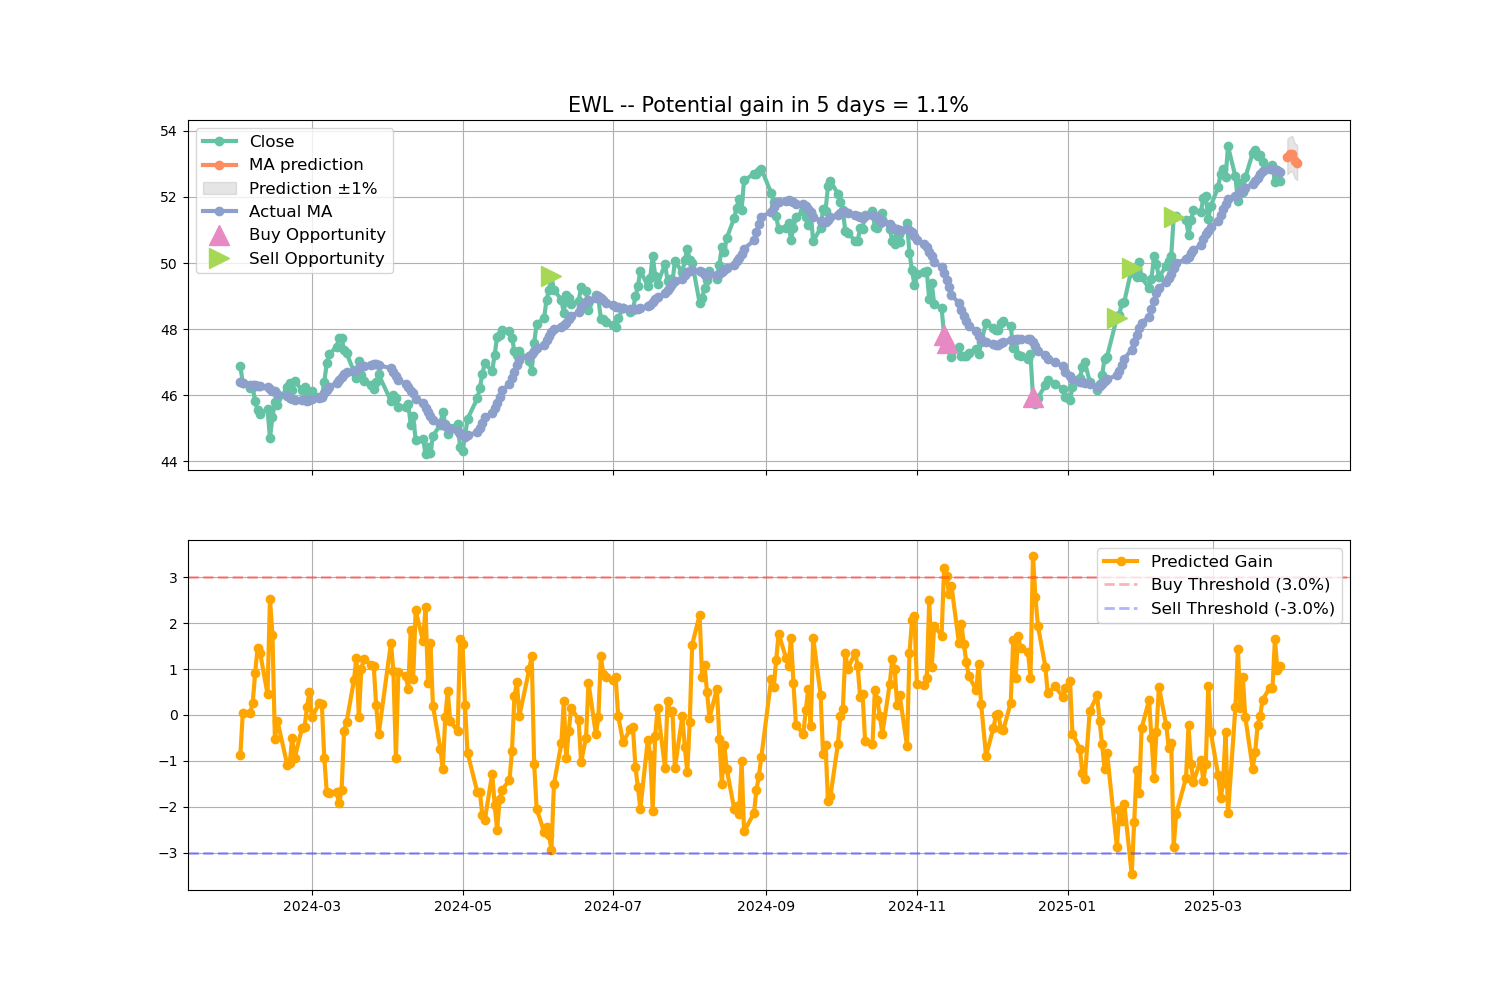 EWL -- Potential gain in 5 days = 1.1%
54
52
50
48
46
44
Close
MA prediction
Prediction ±1%
Actual MA
Buy Opportunity
Sell Opportunity
3
2
1
0
−1
−2
−3
Predicted Gain
Buy Threshold (3.0%)
Sell Threshold (-3.0%)
2024-03
2024-05
2024-07
2024-09
2024-11
2025-01
2025-03